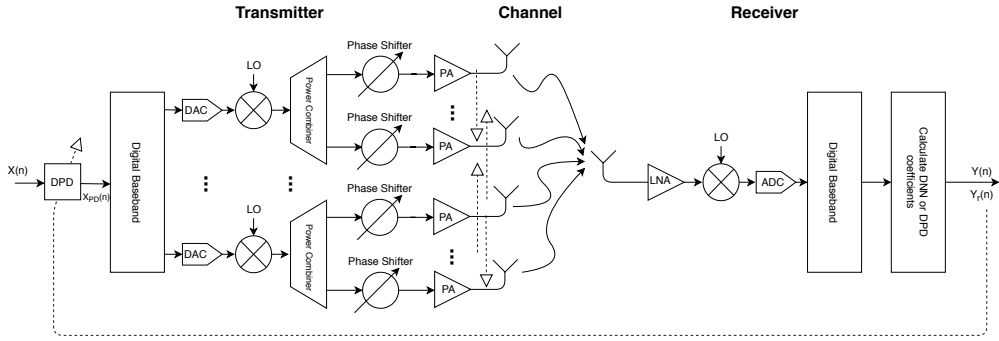 Transmitter
Channel
Receiver
Phase Shifter
LO
PA
Power Combiner
DAC
Phase Shifter
PA
LO
X(n)
DPD
X_PD(n)
Digital Baseband
LNA
ADC
Digital Baseband
Calculate DNN or DPD
coefficients
Y(n)
Y_r(n)
Phase Shifter
LO
PA
Power Combiner
DAC
Phase Shifter
PA